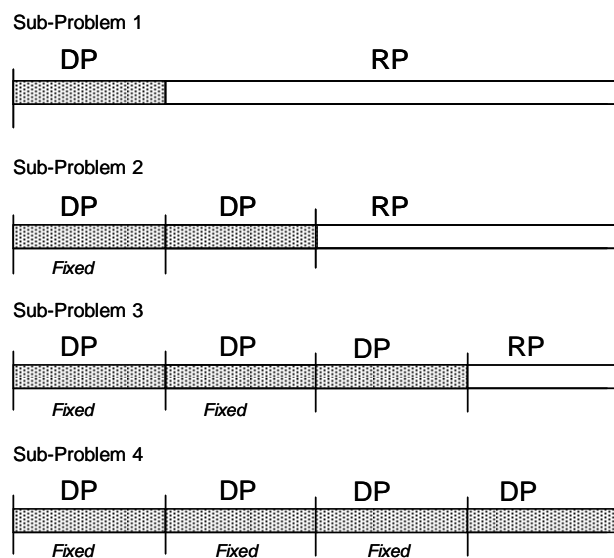 Sub-Problem 1
DP RP
Sub-Problem 2
DP DP RP
Fixed
Sub-Problem 3
DP DP DP RP
Fixed Fixed
Sub-Problem 4
DP DP DP DP
Fixed Fixed Fixed